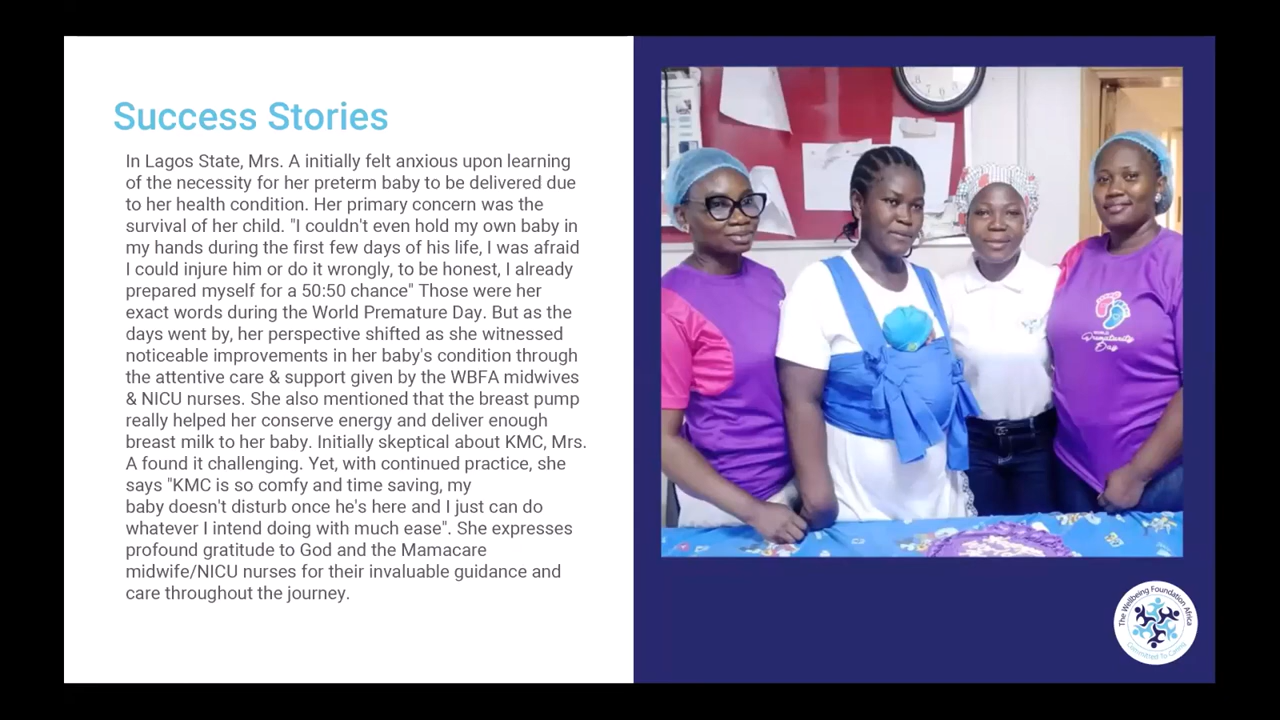 Success Stories
In Lagos State, Mrs. A initially felt anxious upon learning
of the necessity for her preterm baby to be delivered due
to her health condition. Her primary concern was the
survival of her child. "I couldn't even hold my own baby in
my hands during the first few days of his life, I was afraid
I could injure him or do it wrongly, to be honest, I already
prepared myself for a 50:50 chance" Those were her
exact words during the World Premature Day. But as the
days went by, her perspective shifted as she witnessed
noticeable improvements in her baby's condition through
the attentive care & support given by the WBFA midwives
& NICU nurses. She also mentioned that the breast pump
really helped her conserve energy and deliver enough
breast milk to her baby. Initially skeptical about KMC, Mrs.
A found it challenging. Yet, with continued practice, she
says "KMC is so comfy and time saving, my
baby doesn't disturb once he's here and I just can do
whatever I intend doing with much ease". She expresses
profound gratitude to God and the Mamacare
midwife/NICU nurses for their invaluable guidance and
care throughout the journey.
WORLD
Prematurity
Day
The Wellbeing Foundation Africa
Committed To Caring